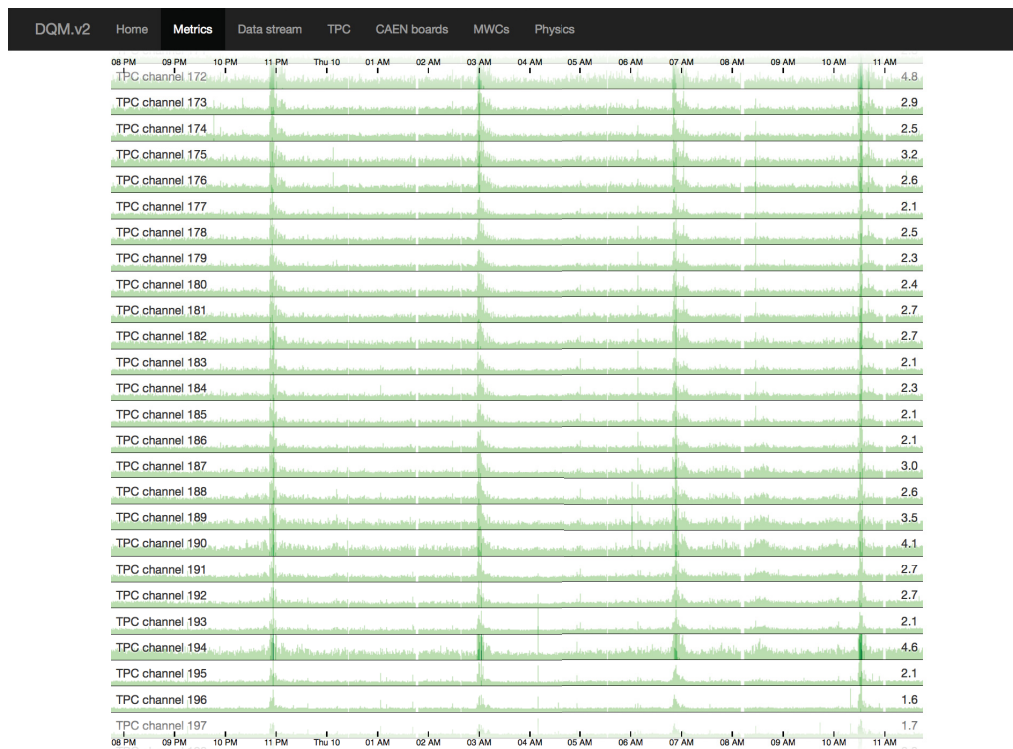 DQM.v2 Home Metrics Data stream TPC CAEN boards MWCs Physics
08 PM 09 PM 10 PM 11 PM Thu 10 01 AM 02 AM 03 AM 04 AM 05 AM 06 AM 07 AM 08 AM 09 AM 10 AM 11 AM
TPC channel 172 4.8
TPC channel 173 2.9
TPC channel 174 2.5
TPC channel 175 3.2
TPC channel 176 2.6
TPC channel 177 2.1
TPC channel 178 2.5
TPC channel 179 2.3
TPC channel 180 2.4
TPC channel 181 2.7
TPC channel 182 2.7
TPC channel 183 2.1
TPC channel 184 2.3
TPC channel 185 2.1
TPC channel 186 2.1
TPC channel 187 3.0
TPC channel 188 2.6
TPC channel 189 3.5
TPC channel 190 4.1
TPC channel 191 2.7
TPC channel 192 2.7
TPC channel 193 2.1
TPC channel 194 4.6
TPC channel 195 2.1
TPC channel 196 1.6
TPC channel 197 1.7
08 PM 09 PM 10 PM 11 PM Thu 10 01 AM 02 AM 03 AM 04 AM 05 AM 06 AM 07 AM 08 AM 09 AM 10 AM 11 AM